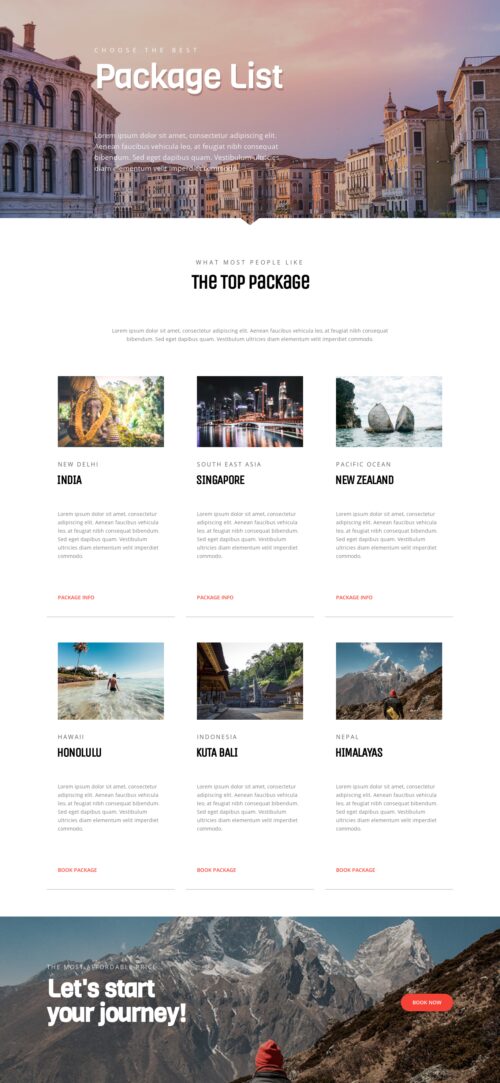 CHOOSE THE BEST
Package List
Lorem ipsum dolor sit amet, consectetur adipiscing elit.
Aenean faucibus vehicula leo, at feugiat nibh consequat
bibendum. Sed eget dapibus quam. Vestibulum ultricies
diam elementum velit imperdiet commodo.
WHAT MOST PEOPLE LIKE
The Top Package
Lorem ipsum dolor sit amet, consectetur adipiscing elit. Aenean faucibus vehicula leo, at feugiat nibh consequat
bibendum. Sed eget dapibus quam. Vestibulum ultricies diam elementum velit imperdiet commodo.
NEW DELHI
INDIA
Lorem ipsum dolor sit amet, consectetur
adipiscing elit. Aenean faucibus vehicula
leo, at feugiat nibh consequat bibendum.
Sed eget dapibus quam. Vestibulum
ultricies diam elementum velit imperdiet
commodo.
PACKAGE INFO
SOUTH EAST ASIA
SINGAPORE
Lorem ipsum dolor sit amet, consectetur
adipiscing elit. Aenean faucibus vehicula
leo, at feugiat nibh consequat bibendum.
Sed eget dapibus quam. Vestibulum
ultricies diam elementum velit imperdiet
commodo.
PACKAGE INFO
PACIFIC OCEAN
NEW ZEALAND
Lorem ipsum dolor sit amet, consectetur
adipiscing elit. Aenean faucibus vehicula
leo, at feugiat nibh consequat bibendum.
Sed eget dapibus quam. Vestibulum
ultricies diam elementum velit imperdiet
commodo.
PACKAGE INFO
HAWAII
HONOLULU
Lorem ipsum dolor sit amet, consectetur
adipiscing elit. Aenean faucibus vehicula
leo, at feugiat nibh consequat bibendum.
Sed eget dapibus quam. Vestibulum
ultricies diam elementum velit imperdiet
commodo.
BOOK PACKAGE
INDONESIA
KUTA BALI
Lorem ipsum dolor sit amet, consectetur
adipiscing elit. Aenean faucibus vehicula
leo, at feugiat nibh consequat bibendum.
Sed eget dapibus quam. Vestibulum
ultricies diam elementum velit imperdiet
commodo.
BOOK PACKAGE
NEPAL
HIMALAYAS
Lorem ipsum dolor sit amet, consectetur
adipiscing elit. Aenean faucibus vehicula
leo, at feugiat nibh consequat bibendum.
Sed eget dapibus quam. Vestibulum
ultricies diam elementum velit imperdiet
commodo.
BOOK PACKAGE
THE MOST AFFORDABLE PRICE
Let's start
your journey!
BOOK NOW